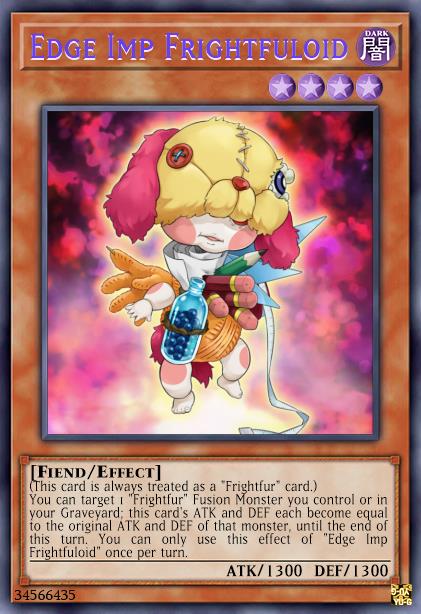 EDGE IMP FRIGHTFULOID
DARK
闇
[FIEND/EFFECT]
(This card is always treated as a "Frightfur" card.)
You can target 1 "Frightfur" Fusion Monster you control or in
your Graveyard; this card's ATK and DEF each become equal
to the original ATK and DEF of that monster, until the end of
this turn. You can only use this effect of "Edge Imp
Frightfuloid" once per turn.
ATK/1300 DEF/1300
34566435